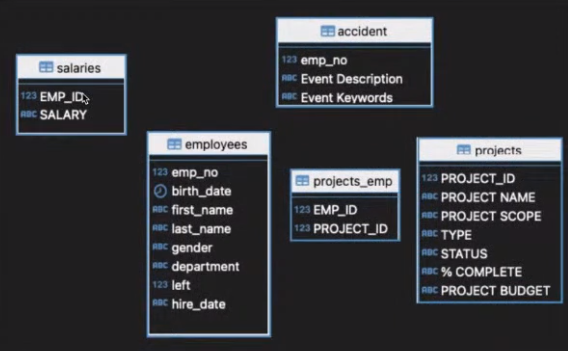 salaries
123 EMP_ID
ABC SALARY
accident
123 emp_no
ABC Event Description
ABC Event Keywords
employees
123 emp_no
birth_date
ABC first_name
ABC last_name
ABC gender
ABC department
123 left
ABC hire_date
projects_emp
123 EMP_ID
123 PROJECT_ID
projects
123 PROJECT_ID
ABC PROJECT NAME
ABC PROJECT SCOPE
ABC TYPE
ABC STATUS
ABC % COMPLETE
ABC PROJECT BUDGET